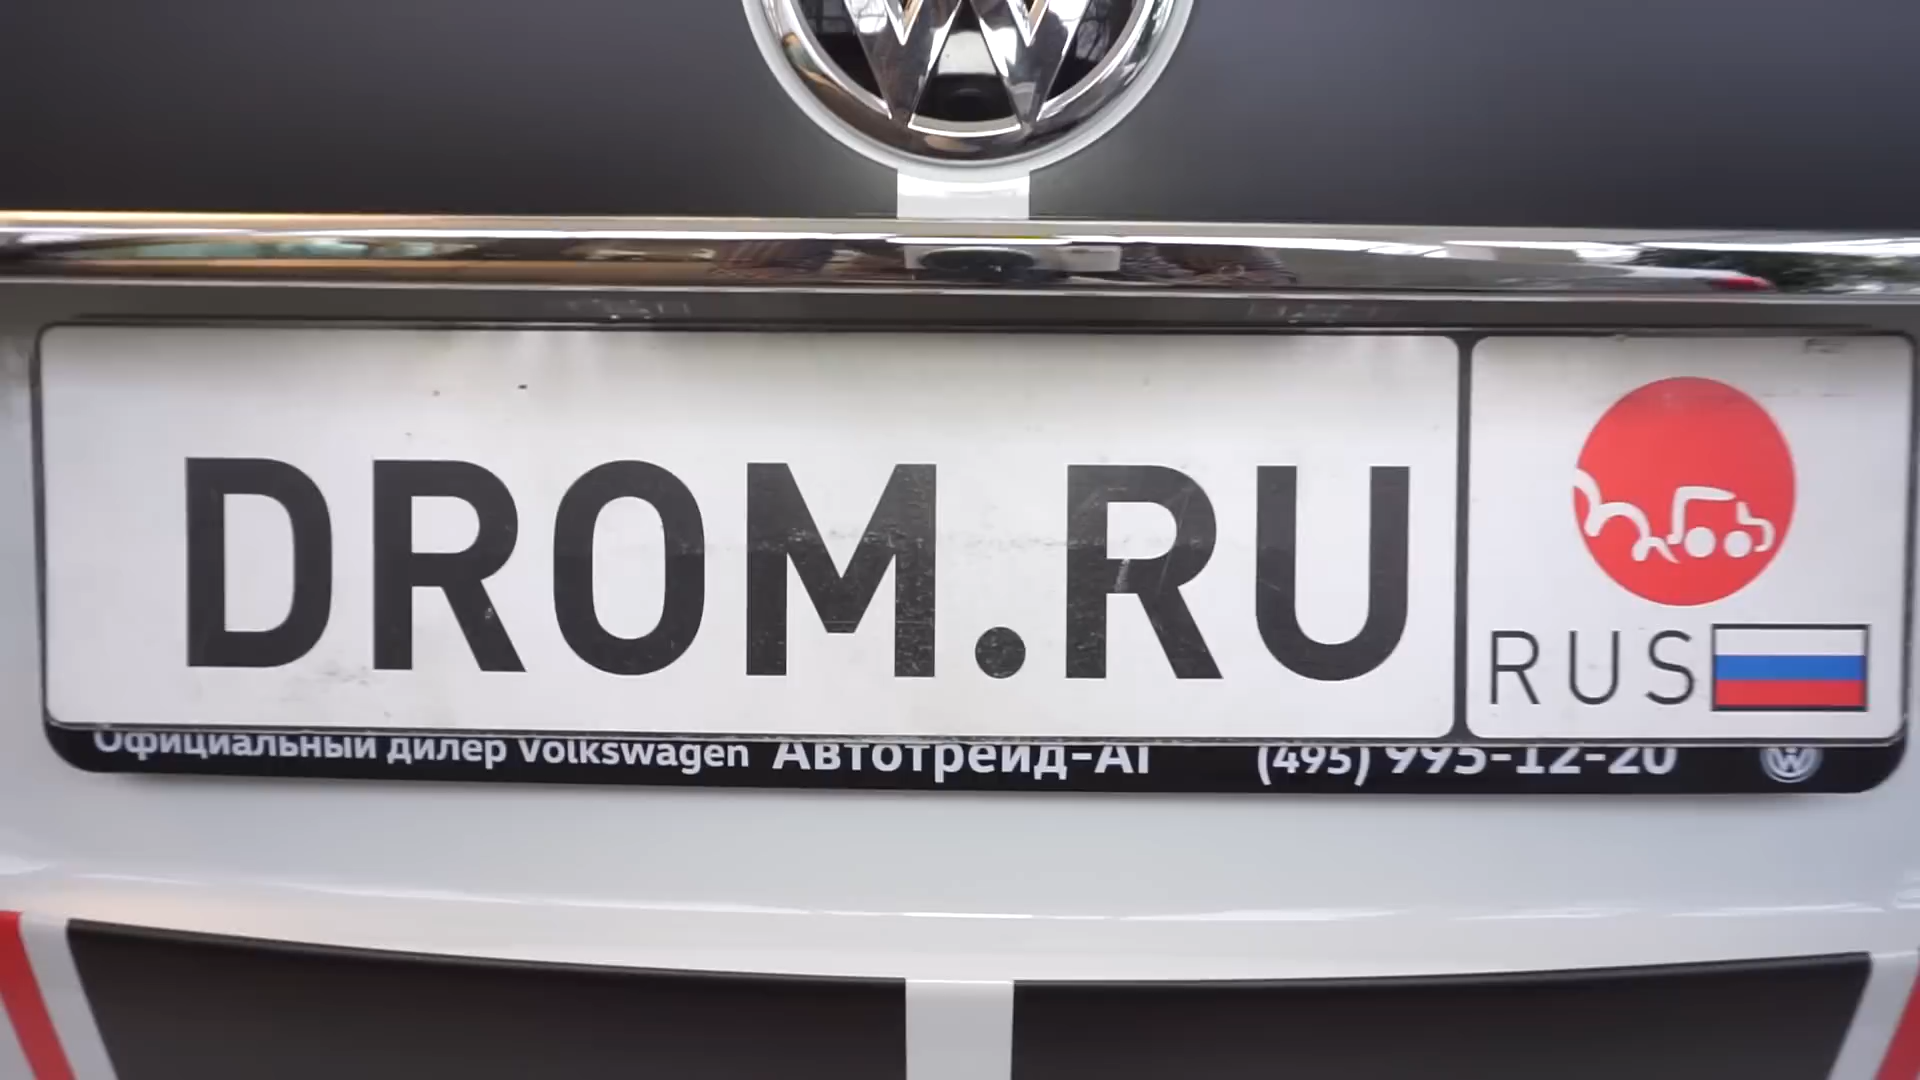 DROM.RU
RUS
Официальный дилер Volkswagen Автотрейд-АГ (495) 995-12-20